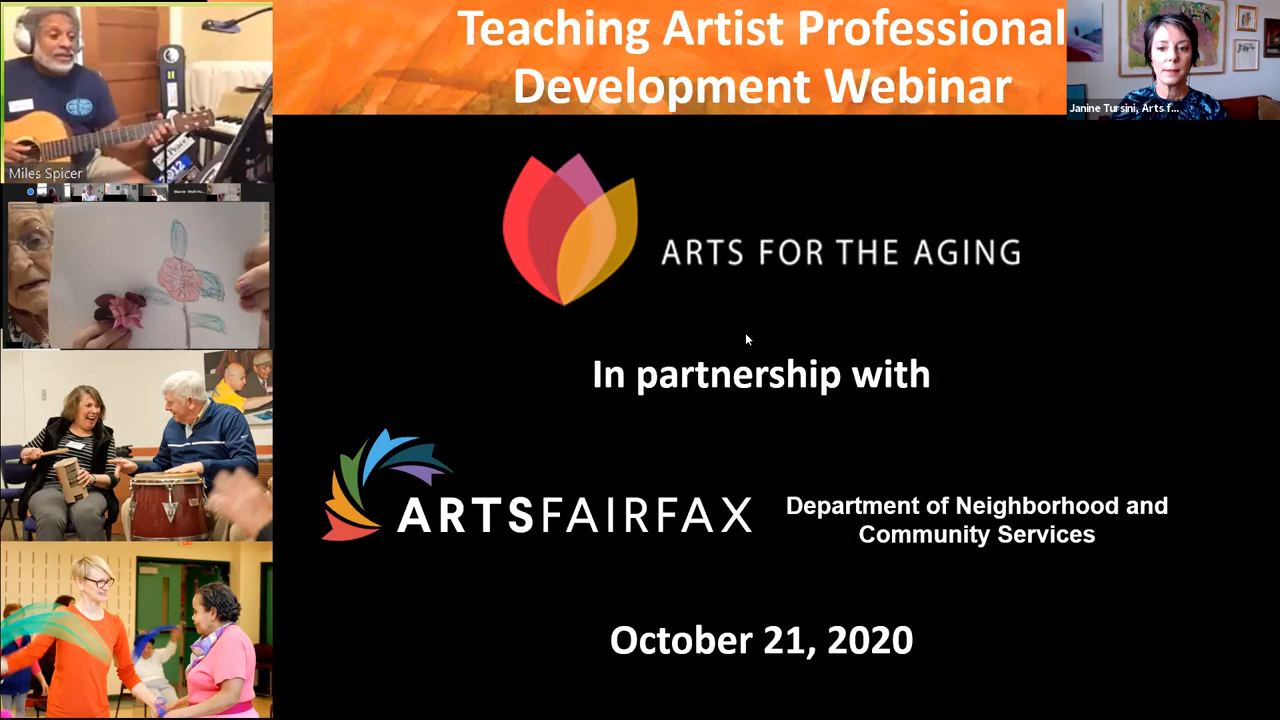 Teaching Artist Professional
Development Webinar
Janine Tursini, Arts f...
Miles Spicer
ARTS FOR THE AGING
In partnership with
ARTSFAIRFAX
Department of Neighborhood and
Community Services
October 21, 2020